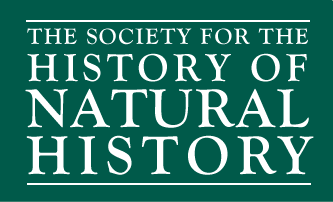 THE SOCIETY FOR THE
HISTORY OF
NATURAL
HISTORY